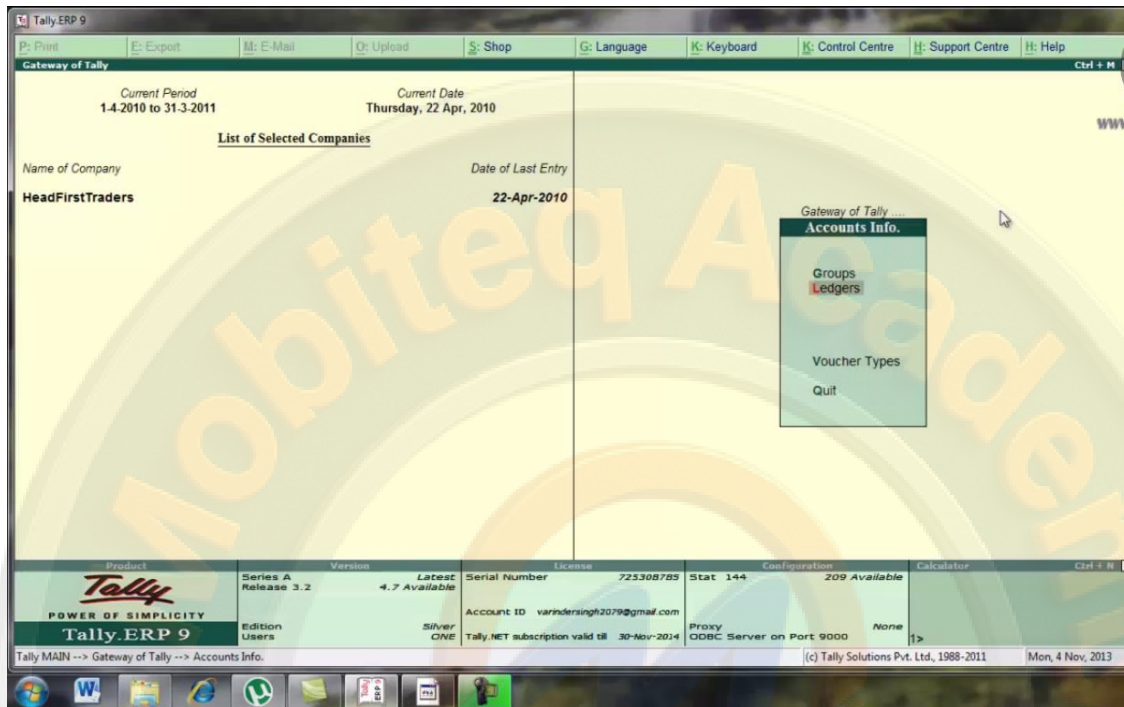 Tally.ERP 9
P: Print E: Export M: E-Mail O: Upload S: Shop G: Language K: Keyboard K: Control Centre H: Support Centre H: Help
Gateway of Tally Ctrl + M
Current Period Current Date
1-4-2010 to 31-3-2011 Thursday, 22 Apr, 2010
www
List of Selected Companies
Name of Company Date of Last Entry
HeadFirstTraders 22-Apr-2010
Gateway of Tally ....
Accounts Info.
Groups
Ledgers
Voucher Types
Quit
Mobiteq Academ
Product Version License Configuration Calculator Ctrl + N
Tally
POWER OF SIMPLICITY
Tally.ERP 9
Series A Latest
Release 3.2 4.7 Available
Edition Silver
Users ONE
Serial Number 725308785
Account ID varindersingh2079@gmail.com
Tally.NET subscription valid till 30-Nov-2014
Stat 144 209 Available
Proxy None
ODBC Server on Port 9000
1>
Tally MAIN --> Gateway of Tally --> Accounts Info. (c) Tally Solutions Pvt. Ltd., 1988-2011 Mon, 4 Nov, 2013